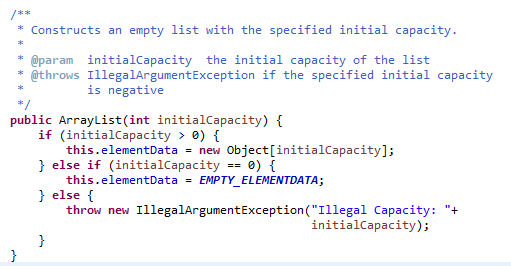 /**
 * Constructs an empty list with the specified initial capacity.
 *
 * @param  initialCapacity  the initial capacity of the list
 * @throws IllegalArgumentException if the specified initial capacity
 *         is negative
 */
public ArrayList(int initialCapacity) {
    if (initialCapacity > 0) {
        this.elementData = new Object[initialCapacity];
    } else if (initialCapacity == 0) {
        this.elementData = EMPTY_ELEMENTDATA;
    } else {
        throw new IllegalArgumentException("Illegal Capacity: "+
                                           initialCapacity);
    }
}